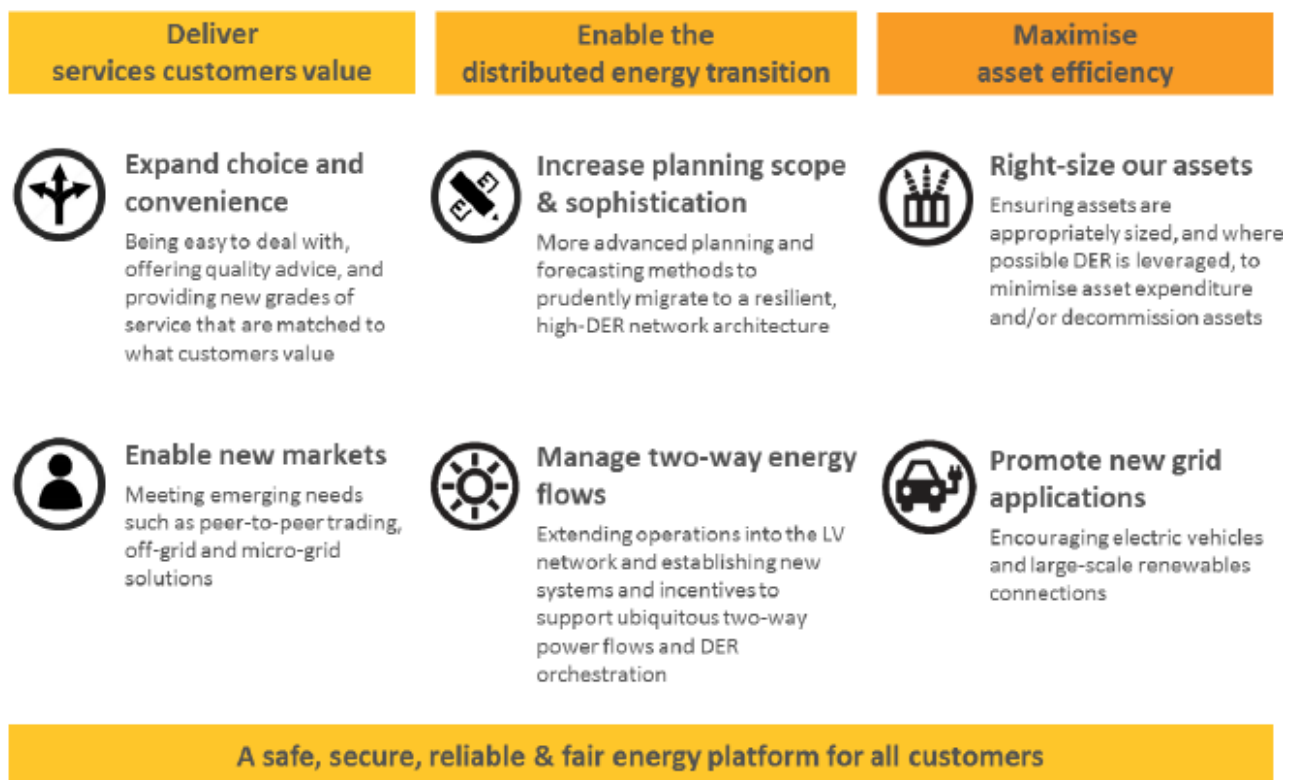 Deliver
services customers value
Enable the
distributed energy transition
Maximise
asset efficiency
Expand choice and
convenience
Being easy to deal with,
offering quality advice, and
providing new grades of
service that are matched to
what customers value
Increase planning scope
& sophistication
More advanced planning and
forecasting methods to
prudently migrate to a resilient,
high-DER network architecture
Right-size our assets
Ensuring assets are
appropriately sized, and where
possible DER is leveraged, to
minimise asset expenditure
and/or decommission assets
Enable new markets
Meeting emerging needs
such as peer-to-peer trading,
off-grid and micro-grid
solutions
Manage two-way energy
flows
Extending operations into the LV
network and establishing new
systems and incentives to
support ubiquitous two-way
power flows and DER
orchestration
Promote new grid
applications
Encouraging electric vehicles
and large-scale renewables
connections
A safe, secure, reliable & fair energy platform for all customers